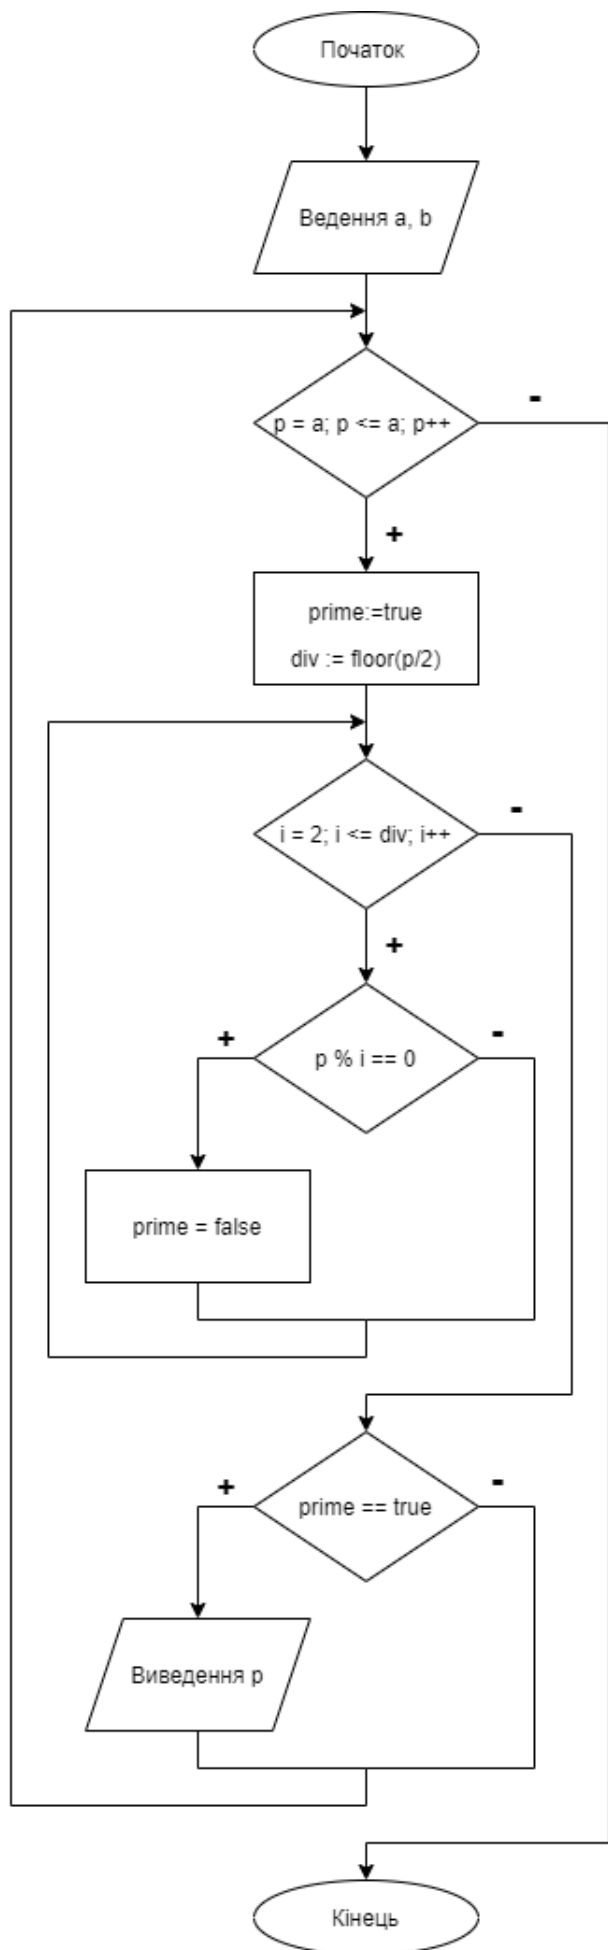 Початок
Ведення a, b
p = a; p <= a; p++
-
+
prime:=true
div := floor(p/2)
i = 2; i <= div; i++
-
+
p % i == 0
+
-
prime = false
prime == true
+
-
Виведення p
Кінець